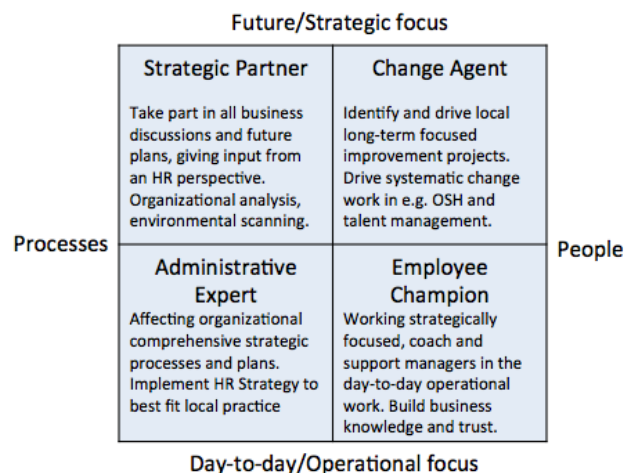 Future/Strategic focus
Strategic Partner
Take part in all business
discussions and future
plans, giving input from
an HR perspective.
Organizational analysis,
environmental scanning.
Change Agent
Identify and drive local
long-term focused
improvement projects.
Drive systematic change
work in e.g. OSH and
talent management.
Processes
People
Administrative
Expert
Affecting organizational
comprehensive strategic
processes and plans.
Implement HR Strategy to
best fit local practice
Employee
Champion
Working strategically
focused, coach and
support managers in the
day-to-day operational
work. Build business
knowledge and trust.
Day-to-day/Operational focus